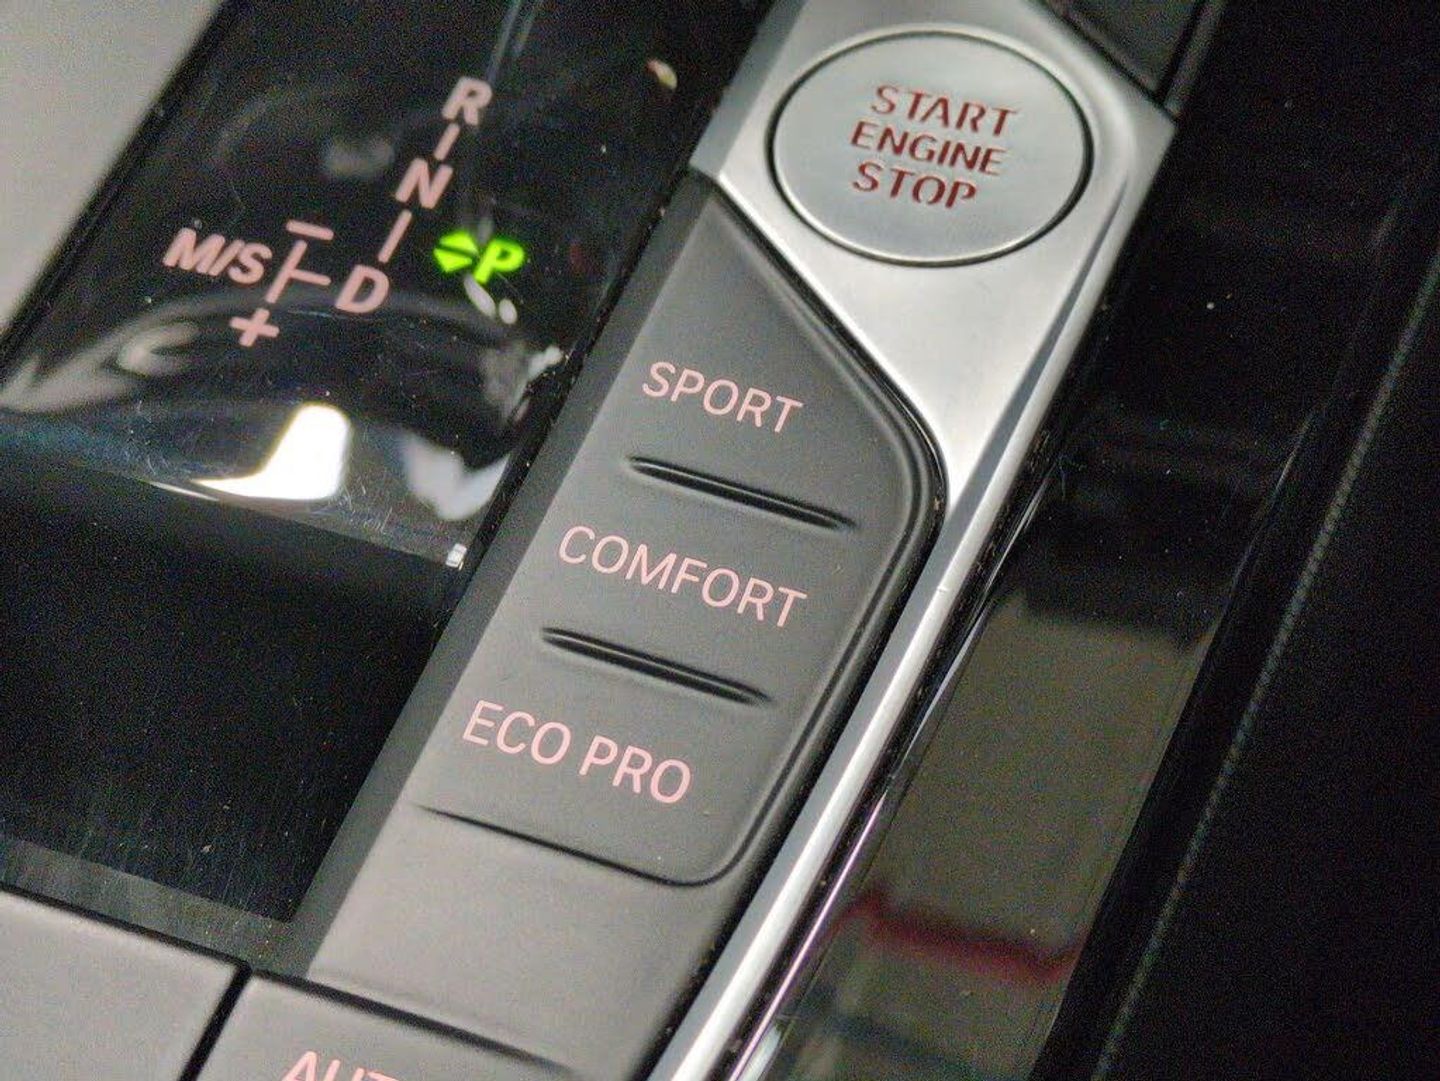 START
ENGINE
STOP
R
N
P
M/S
-
D
+
SPORT
COMFORT
ECO PRO